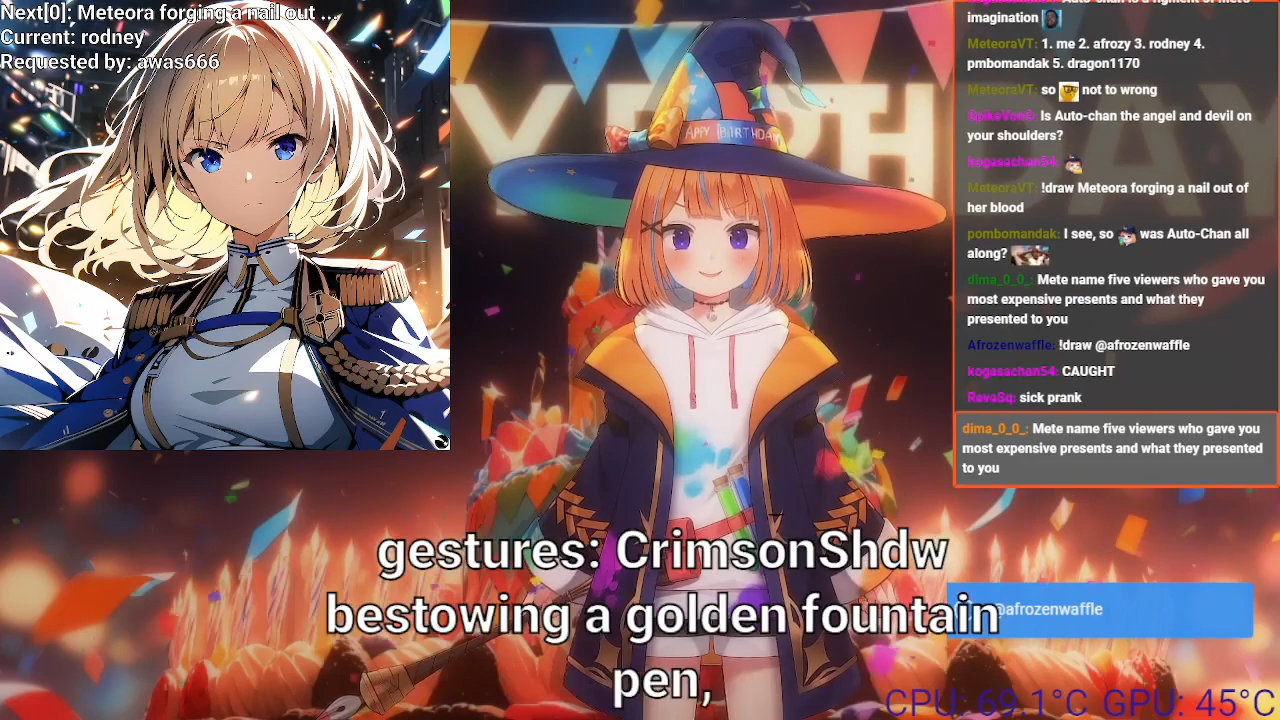 Next[0]: Meteora forging a nail out ...
Current: rodney
Requested by: awas666
Y B RTHDAY
APPY BIRTHDAY
imagination
MeteoraVT: 1. me 2. afrozy 3. rodney 4.
pmbomandak 5. dragon1170
MeteoraVT: so not to wrong
SpikeVonG: Is Auto-chan the angel and devil on
your shoulders?
kogasachan54:
MeteoraVT: !draw Meteora forging a nail out of
her blood
pombomandak: I see, so was Auto-Chan all
along?
dima_0_0_: Mete name five viewers who gave you
most expensive presents and what they
presented to you
Afrozenwaffle: !draw @afrozenwaffle
kogasachan54: CAUGHT
RavaSq: sick prank
dima_0_0_: Mete name five viewers who gave you
most expensive presents and what they presented
to you
gestures: CrimsonShdw
bestowing a golden fountain
pen,
@afrozenwaffle
CPU: 69.1°C GPU: 45°C